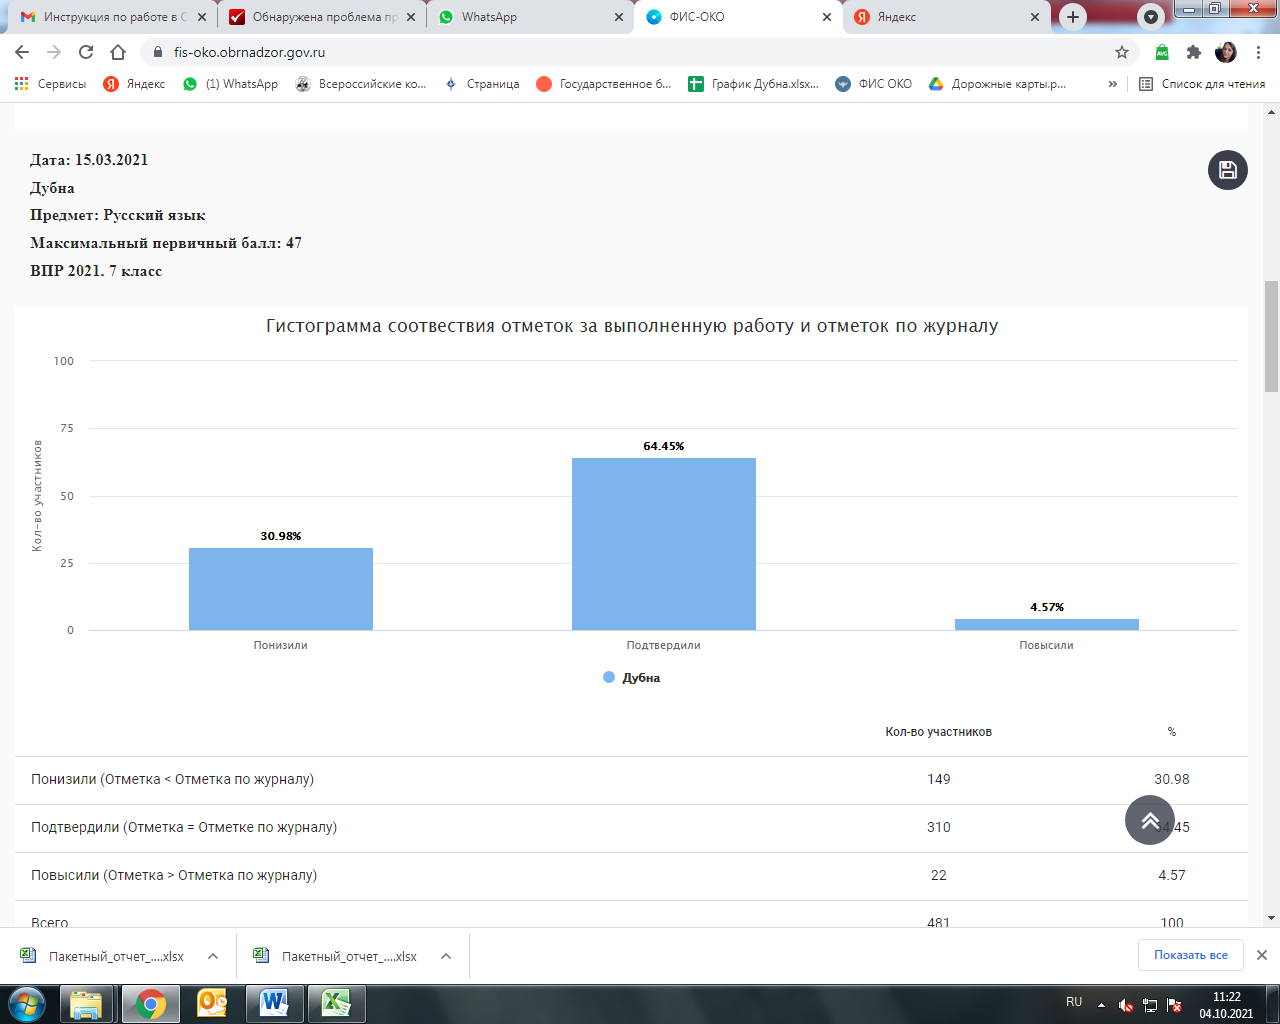 Инструкция по работе в С
Обнаружена проблема пр
WhatsApp
ФИС-ОКО
Яндекс
fis-oko.obrnadzor.gov.ru
Сервисы
Яндекс
(1) WhatsApp
Всероссийские ко...
Страница
Государственное б...
График Дубна.xlsx...
ФИС ОКО
Дорожные карты.р...
»
Список для чтения
Дата: 15.03.2021
Дубна
Предмет: Русский язык
Максимальный первичный балл: 47
ВПР 2021. 7 класс
Гистограмма соотвествия отметок за выполненную работу и отметок по журналу
Кол-во участников
100
75
50
25
0
30.98%
64.45%
4.57%
Понизили
Подтвердили
Повысили
Дубна
Кол-во участников %
Понизили (Отметка < Отметка по журналу) 149 30.98
Подтвердили (Отметка = Отметке по журналу) 310 64.45
Повысили (Отметка > Отметка по журналу) 22 4.57
Всего 481 100
Пакетный_отчет_....xlsx
Пакетный_отчет_....xlsx
Показать все
RU
11:22
04.10.2021